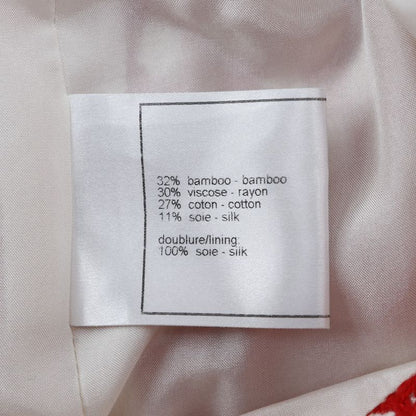 32% bamboo - bamboo
30% viscose - rayon
27% coton - cotton
11% soie - silk
doublure/lining:
100% soie - silk